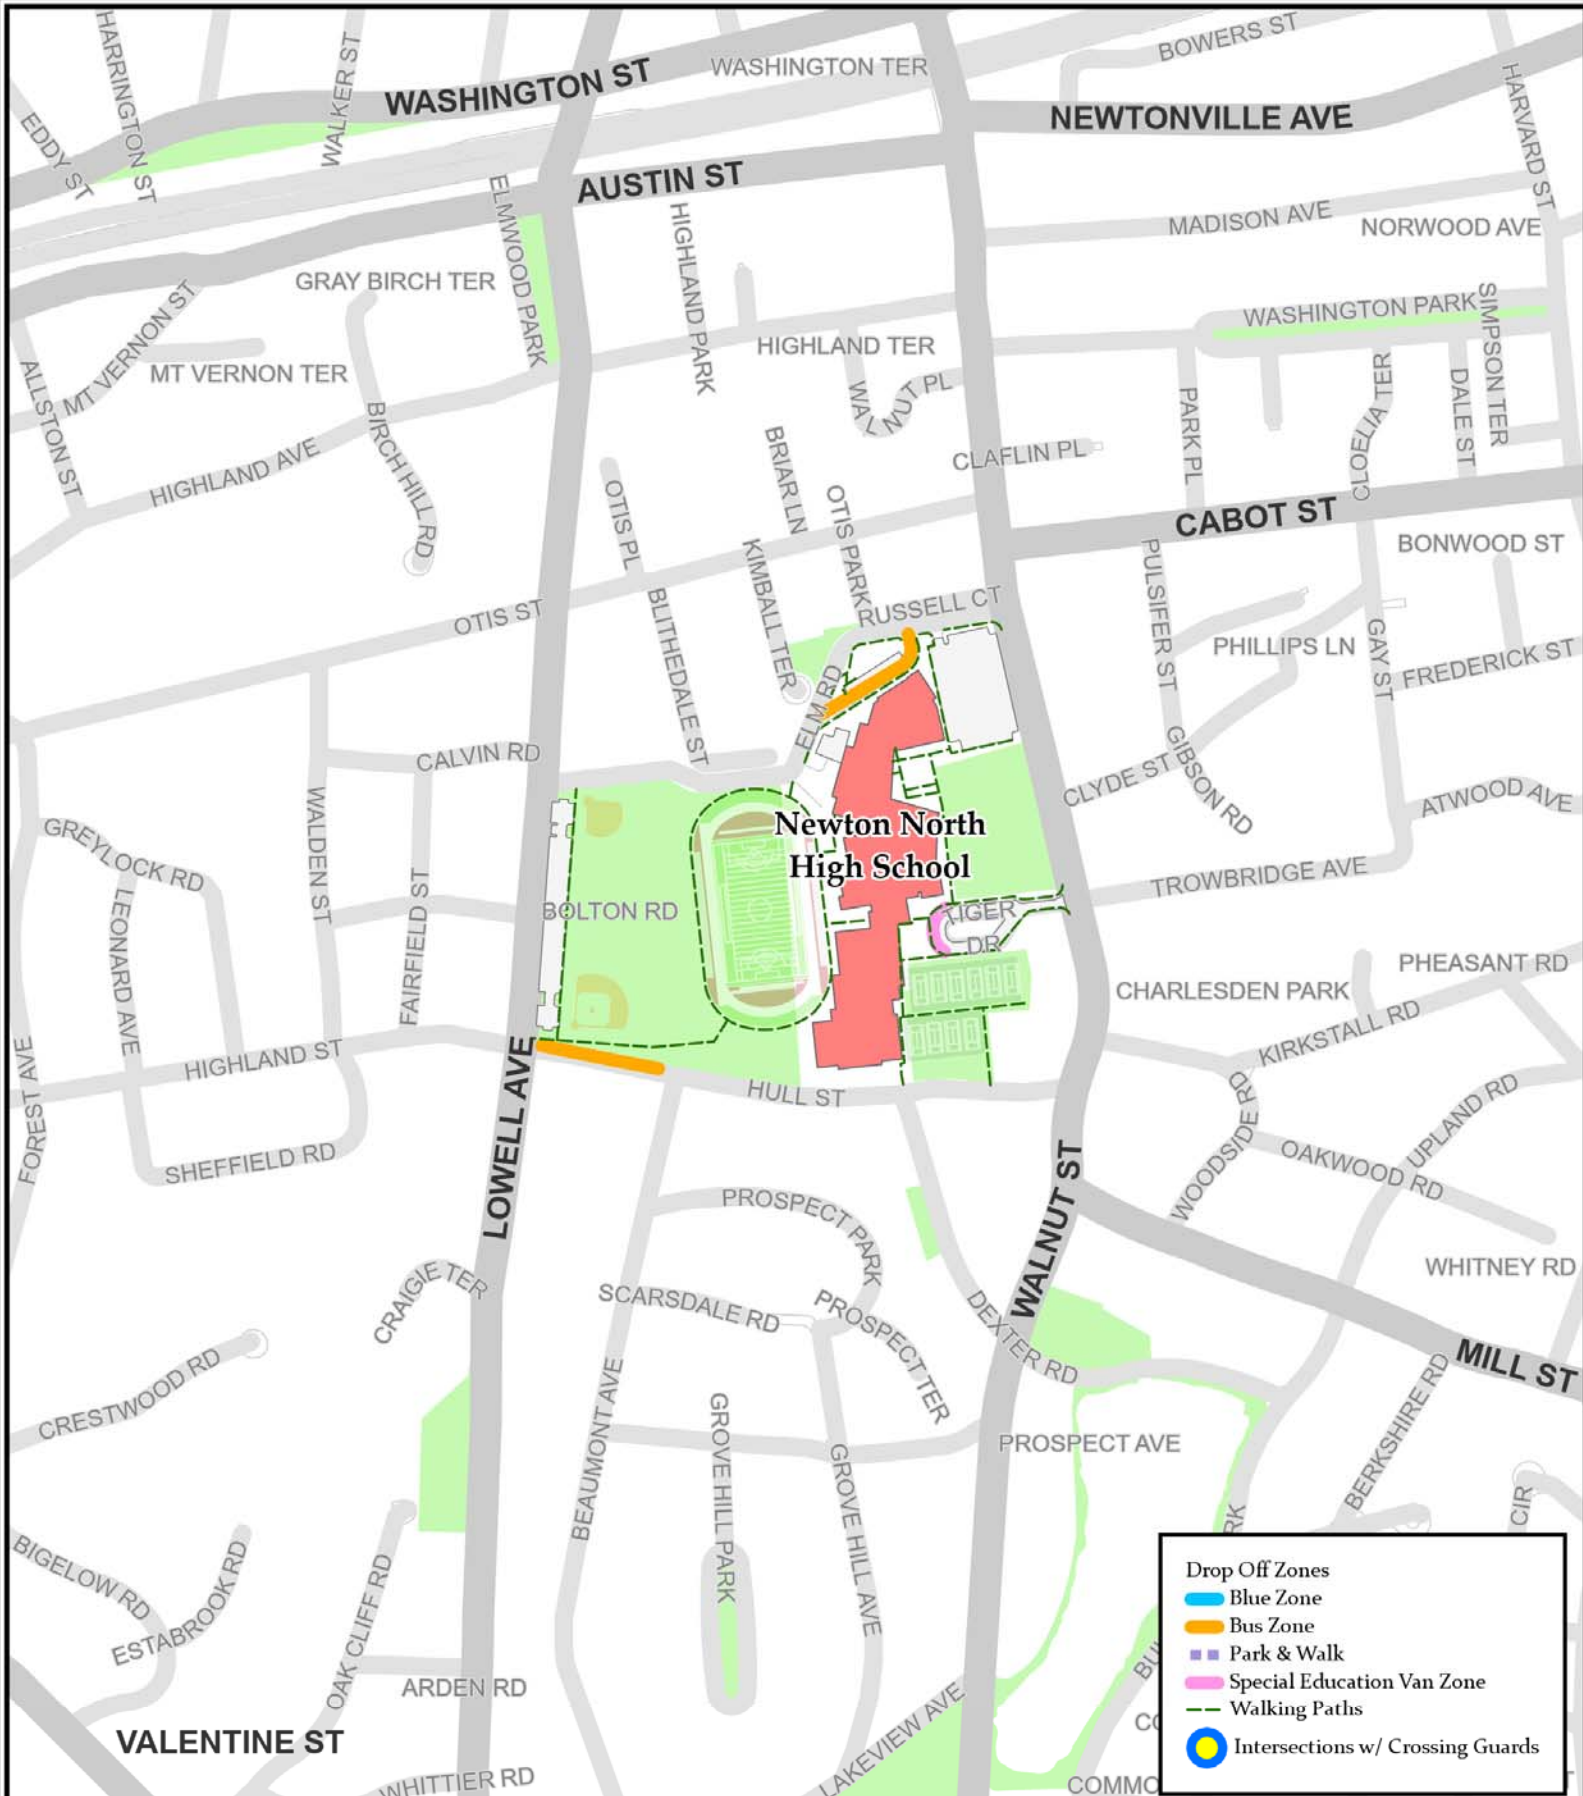 HARRINGTON ST
WALKER ST
EDDY ST
WASHINGTON ST
WASHINGTON TER
BOWERS ST
NEWTONVILLE AVE
HARVARD ST
AUSTIN ST
ELMWOOD PARK
HIGHLAND PARK
MADISON AVE
NORWOOD AVE
GRAY BIRCH TER
MT VERNON ST
MT VERNON TER
HIGHLAND TER
WASHINGTON PARK
SIMPSON TER
ALLSTON ST
BIRCH HILL RD
HIGHLAND AVE
WALNUT PL
CLAFLIN PL
PARK PL
CLOELIA TER
DALE ST
BRIAR LN
OTIS PL
OTIS PARK
KIMBALL TER
CABOT ST
BONWOOD ST
OTIS ST
BLITHEDALE ST
RUSSELL CT
PULSIFER ST
PHILLIPS LN
GAY ST
FREDERICK ST
ELM RD
CALVIN RD
CLYDE ST
GIBSON RD
ATWOOD AVE
GREYLOCK RD
WALDEN ST
Newton North
High School
TROWBRIDGE AVE
LEONARD AVE
FAIRFIELD ST
BOLTON RD
TIGER
DR
PHEASANT RD
CHARLESDEN PARK
KIRKSTALL RD
FOREST AVE
HIGHLAND ST
LOWELL AVE
HULL ST
WOODSIDE RD
UPLAND RD
SHEFFIELD RD
OAKWOOD RD
WALNUT ST
PROSPECT PARK
WHITNEY RD
CRAIGIE TER
SCARSDALE RD
PROSPECT TER
DEXTER RD
MILL ST
CRESTWOOD RD
BEAUMONT AVE
GROVE HILL PARK
GROVE HILL AVE
PROSPECT AVE
BERKSHIRE RD
CIR
RK
BIGELOW RD
ESTABROOK RD
OAK CLIFF RD
ARDEN RD
VALENTINE ST
WHITTIER RD
LAKEVIEW AVE
COMMO
Drop Off Zones
Blue Zone
Bus Zone
Park & Walk
Special Education Van Zone
Walking Paths
Intersections w/ Crossing Guards